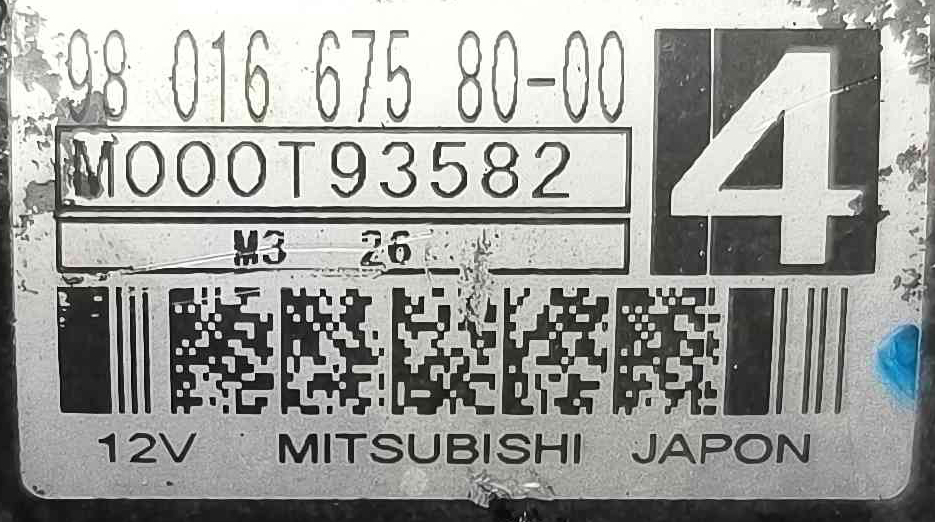 98 016 675 80-00
4
M000T93582
M3 26
12V MITSUBISHI JAPON